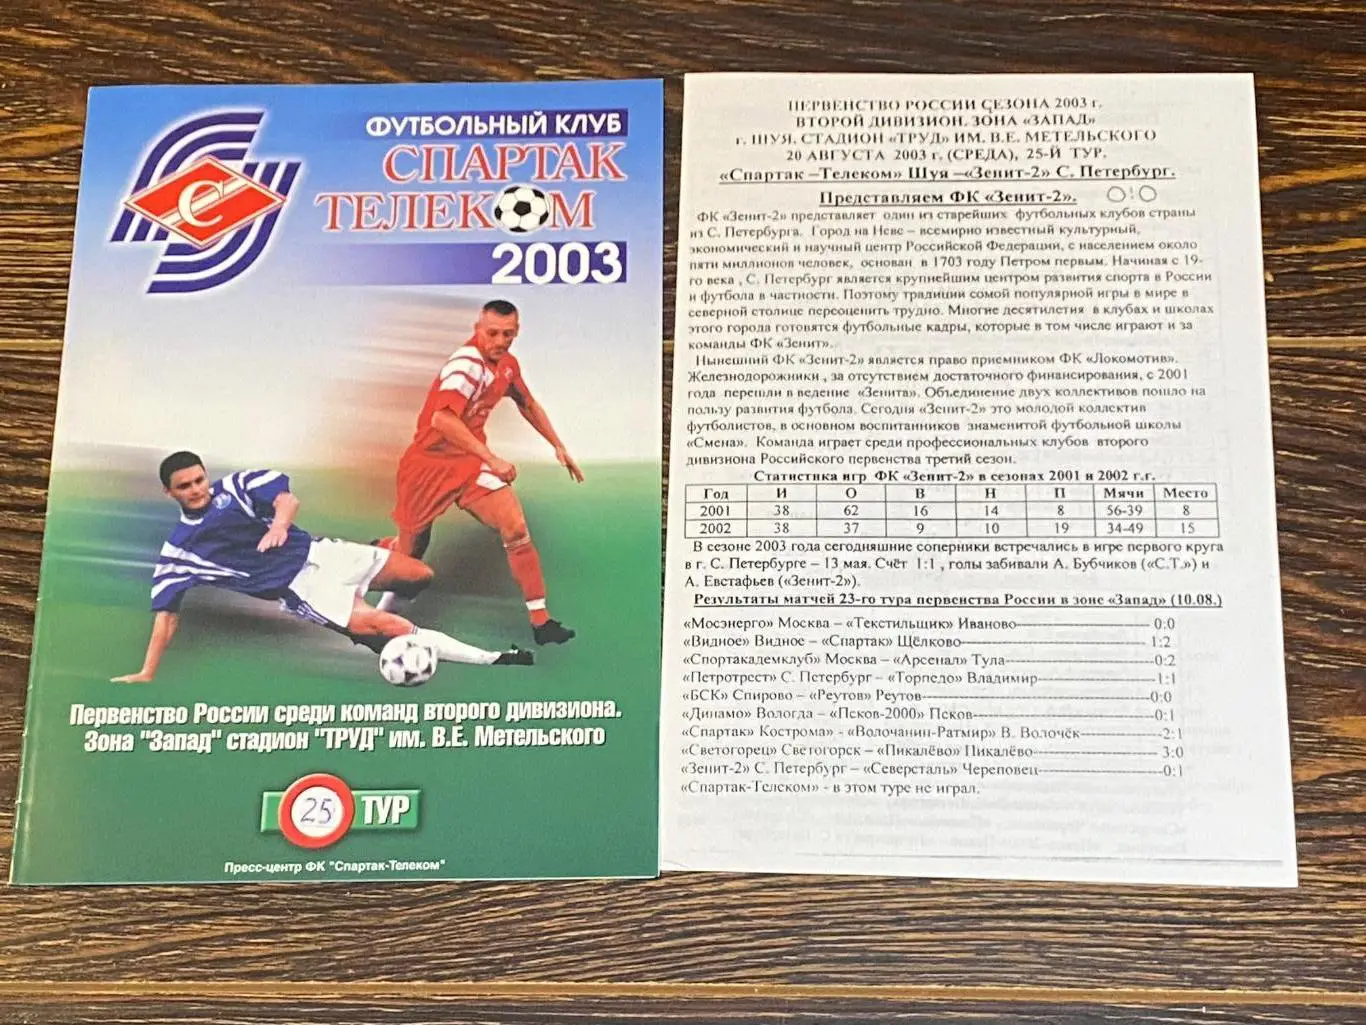 ФУТБОЛЬНЫЙ КЛУБ
СПАРТАК
ТЕЛЕКОМ
2003
С
Первенство России среди команд второго дивизиона.
Зона "Запад" стадион "ТРУД" им. В.Е. Метельского
25 ТУР
Пресс-центр ФК "Спартак-Телеком"
ПЕРВЕНСТВО РОССИИ СЕЗОНА 2003 г.
ВТОРОЙ ДИВИЗИОН. ЗОНА «ЗАПАД»
г. ШУЯ. СТАДИОН «ТРУД» ИМ. В.Е. МЕТЕЛЬСКОГО
20 АВГУСТА 2003 г. (СРЕДА), 25-Й ТУР.
«Спартак –Телеком» Шуя –«Зенит-2» С. Петербург.
Представляем ФК «Зенит-2». 0:0
ФК «Зенит-2» представляет один из старейших футбольных клубов страны
из С. Петербурга. Город на Неве – всемирно известный культурный,
экономический и научный центр Российской Федерации, с населением около
пяти миллионов человек, основан в 1703 году Петром первым. Начиная с 19-
го века , С. Петербург является крупнейшим центром развития спорта в России
и футбола в частности. Поэтому традиции сомой популярной игры в мире в
северной столице переоценить трудно. Многие десятилетия в клубах и школах
этого города готовятся футбольные кадры, которые в том числе играют и за
команды ФК «Зенит».
Нынешний ФК «Зенит-2» является право приемником ФК «Локомотив».
Железнодорожники , за отсутствием достаточного финансирования, с 2001
года перешли в ведение «Зенита». Объединение двух коллективов пошло на
пользу развития футбола. Сегодня «Зенит-2» это молодой коллектив
футболистов, в основном воспитанников знаменитой футбольной школы
«Смена». Команда играет среди профессиональных клубов второго
дивизиона Российского первенства третий сезон.
Статистика игр ФК «Зенит-2» в сезонах 2001 и 2002 г.г.
Год И О В Н П Мячи Место
2001 38 62 16 14 8 56-39 8
2002 38 37 9 10 19 34-49 15
В сезоне 2003 года сегодняшние соперники встречались в игре первого круга
в г. С. Петербурге – 13 мая. Счёт 1:1 , голы забивали А. Бубчиков («С.Т.») и
А. Евстафьев («Зенит-2»).
Результаты матчей 23-го тура первенства России в зоне «Запад» (10.08.)
«Мосэнерго» Москва – «Текстильщик» Иваново 0:0
«Видное» Видное – «Спартак» Щёлково 1:2
«Спортакадемклуб» Москва – «Арсенал» Тула 0:2
«Петротрест» С. Петербург – «Торпедо» Владимир 1:1
«БСК» Спирово – «Реутов» Реутов 0:0
«Динамо» Вологда – «Псков-2000» Псков 0:1
«Спартак» Кострома» - «Волочанин-Ратмир» В. Волочёк 2:1
«Светогорец» Светогорск – «Пикалёво» Пикалёво 3:0
«Зенит-2» С. Петербург – «Северсталь» Череповец 0:1
«Спартак-Телеком» - в этом туре не играл.